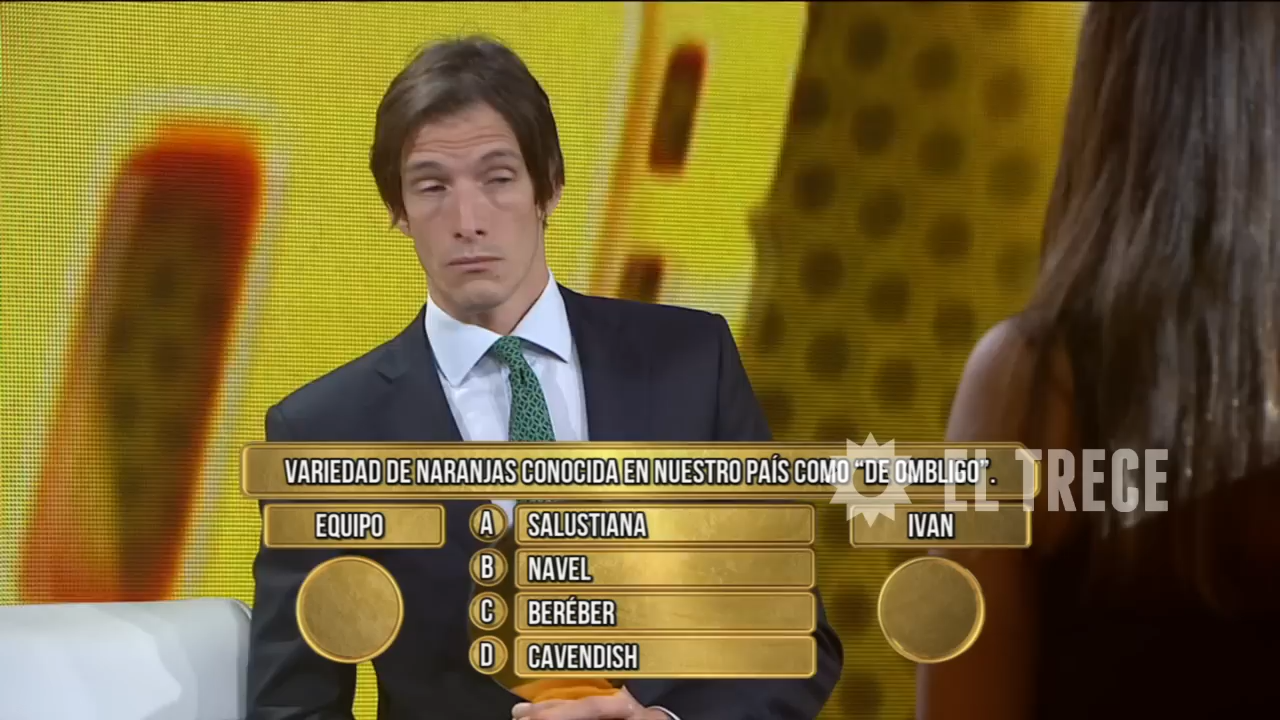 VARIEDAD DE NARANJAS CONOCIDA EN NUESTRO PAÍS COMO “DE OMBLIGO”.
EL TRECE
EQUIPO
A SALUSTIANA
IVAN
B NAVEL
C BERÉBER
D CAVENDISH